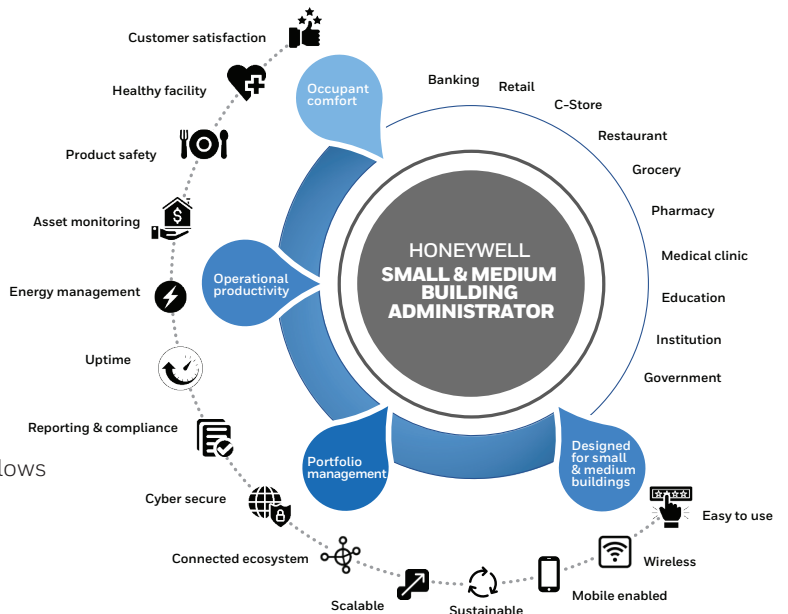 Customer satisfaction
Healthy facility
Product safety
Asset monitoring
$
Energy management
Uptime
Reporting & compliance
lows
Cyber secure
Connected ecosystem
Scalable
Sustainable
Mobile enabled
Wireless
Easy to use
Occupant
comfort
Operational
productivity
Portfolio
management
Designed
for small
& medium
buildings
HONEYWELL
SMALL & MEDIUM
BUILDING
ADMINISTRATOR
Banking
Retail
C-Store
Restaurant
Grocery
Pharmacy
Medical clinic
Education
Institution
Government